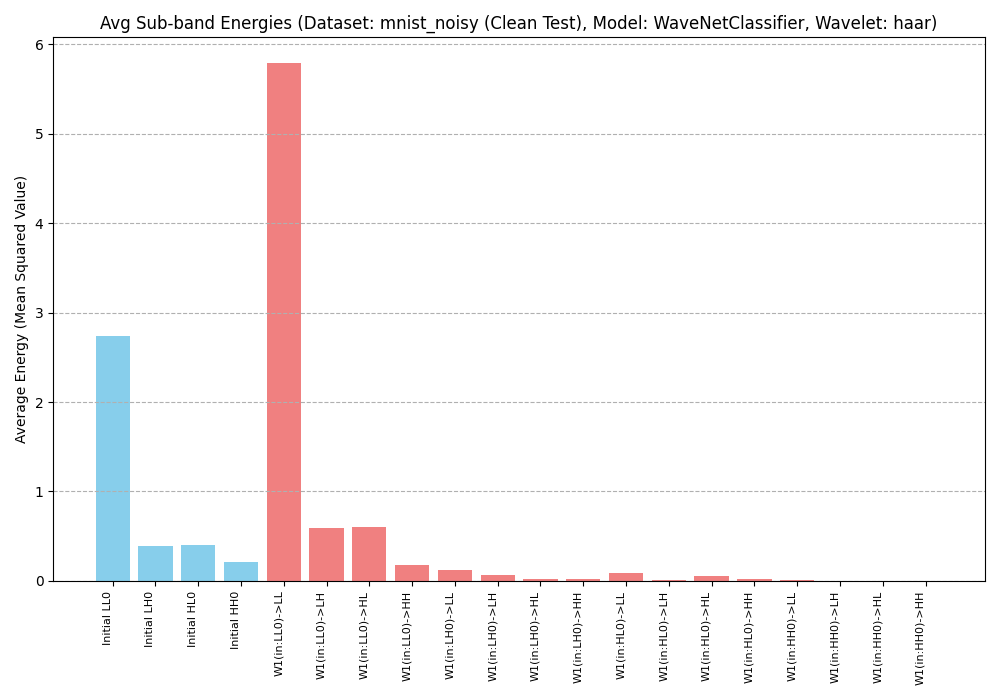 Avg Sub-band Energies (Dataset: mnist_noisy (Clean Test), Model: WaveNetClassifier, Wavelet: haar)
Average Energy (Mean Squared Value)
6
5
4
3
2
1
0
Initial LL0
Initial LH0
Initial HL0
Initial HH0
W1(in:LL0)->LL
W1(in:LL0)->LH
W1(in:LL0)->HL
W1(in:LL0)->HH
W1(in:LH0)->LL
W1(in:LH0)->LH
W1(in:LH0)->HL
W1(in:LH0)->HH
W1(in:HL0)->LL
W1(in:HL0)->LH
W1(in:HL0)->HL
W1(in:HL0)->HH
W1(in:HH0)->LL
W1(in:HH0)->LH
W1(in:HH0)->HL
W1(in:HH0)->HH